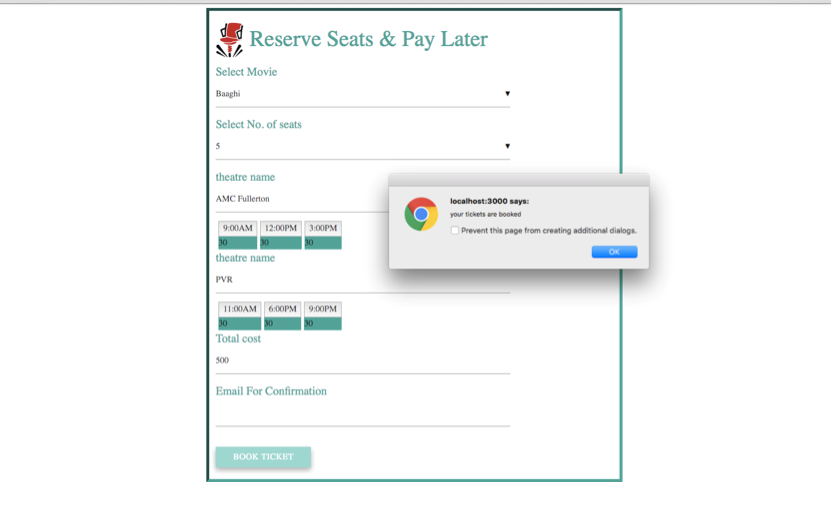 Reserve Seats & Pay Later
Select Movie
Baaghi
Select No. of seats
5
theatre name
AMC Fullerton
9:00AM 12:00PM 3:00PM
30 30 30
theatre name
PVR
11:00AM 6:00PM 9:00PM
30 30 30
Total cost
500
Email For Confirmation
BOOK TICKET
localhost:3000 says:
your tickets are booked
Prevent this page from creating additional dialogs.
OK